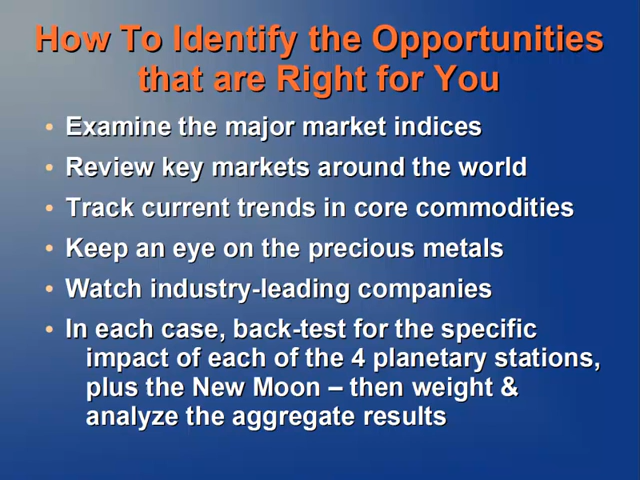 How To Identify the Opportunities
that are Right for You
• Examine the major market indices
• Review key markets around the world
• Track current trends in core commodities
• Keep an eye on the precious metals
• Watch industry-leading companies
• In each case, back-test for the specific
impact of each of the 4 planetary stations,
plus the New Moon – then weight &
analyze the aggregate results